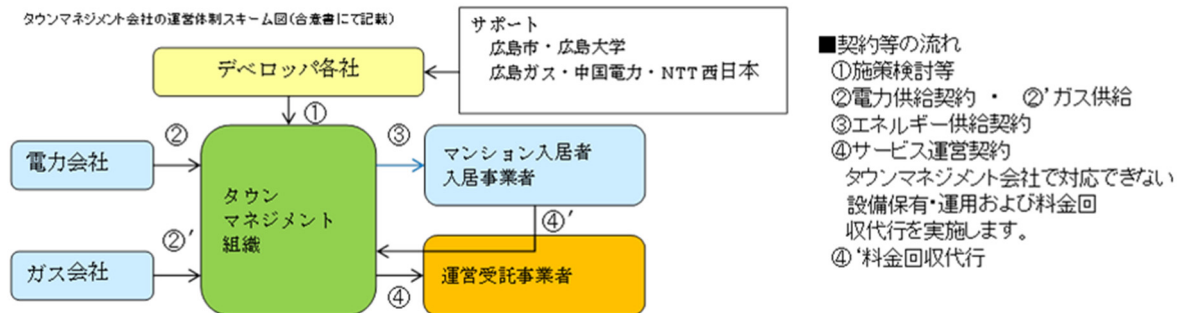 タウンマネジメント会社の運営体制スキーム図(合意書にて記載)
サポート
広島市・広島大学
広島ガス・中国電力・NTT西日本
デベロッパ各社
①
②
③
電力会社
タウン
マネジメント
組織
マンション入居者
入居事業者
②’
④’
ガス会社
④
運営受託事業者
■契約等の流れ
①施策検討等
②電力供給契約 ・ ②’ガス供給
③エネルギー供給契約
④サービス運営契約
タウンマネジメント会社で対応できない
設備保有・運用および料金回
収代行を実施します。
④‘料金回収代行